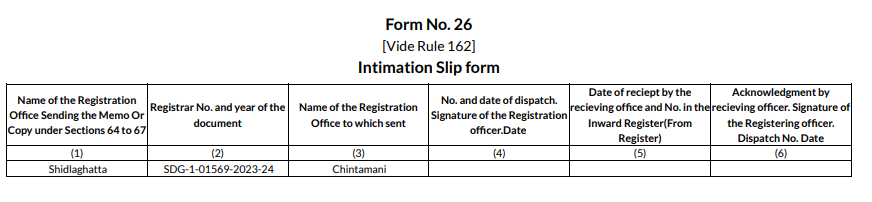 Form No. 26
[Vide Rule 162]
Intimation Slip form
Name of the Registration
Office Sending the Memo Or
Copy under Sections 64 to 67
Registrar No. and year of the
document
Name of the Registration
Office to which sent
No. and date of dispatch.
Signature of the Registration
officer.Date
Date of reciept by the
recieving office and No. in the
Inward Register(From
Register)
Acknowledgment by
recieving officer. Signature of
the Registering officer.
Dispatch No. Date
(1) (2) (3) (4) (5) (6)
Shidlaghatta SDG-1-01569-2023-24 Chintamani